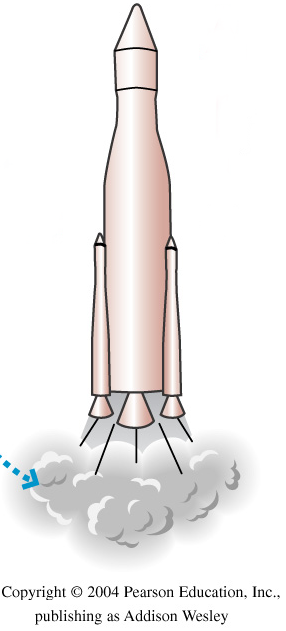 Copyright © 2004 Pearson Education, Inc.,
publishing as Addison Wesley